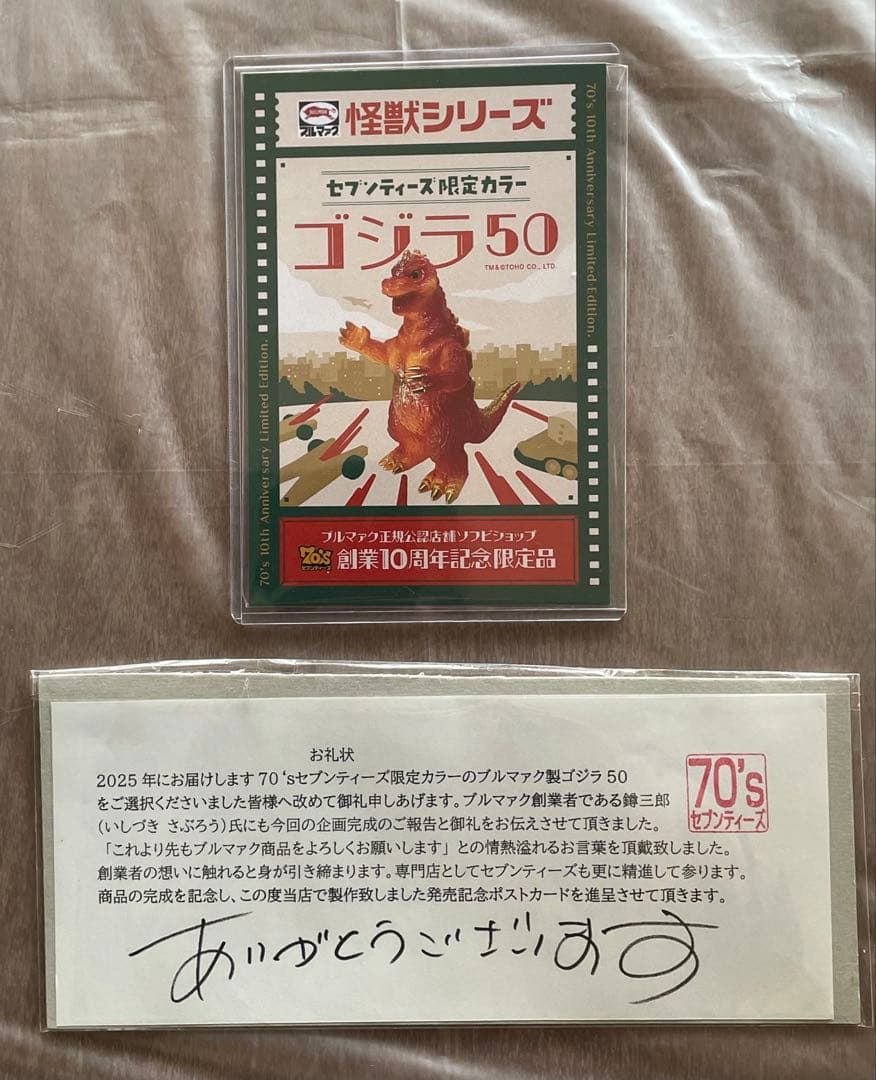 ブルマァク 怪獣シリーズ
セブンティーズ限定カラー
ゴジラ50
TM&©TOHO CO., LTD.
70's 10th Anniversary Limited Edition.
70's 10th Anniversary Limited Edition.
ブルマァク正規公認店舗ソフビショップ
70's セブンティーズ 創業10周年記念限定品
お礼状
2025年にお届けします70'sセブンティーズ限定カラーのブルマァク製ゴジラ50
をご選択くださいました皆様へ改めて御礼申しあげます。ブルマァク創業者である鐏三郎
(いしづき さぶろう)氏にも今回の企画完成のご報告と御礼をお伝えさせて頂きました。
「これより先もブルマァク商品をよろしくお願いします」との情熱溢れるお言葉を頂戴致しました。
創業者の想いに触れると身が引き締まります。専門店としてセブンティーズも更に精進して参ります。
商品の完成を記念し、この度当店で製作致しました発売記念ポストカードを進呈させて頂きます。
70's
セブンティーズ
ありがとうございます